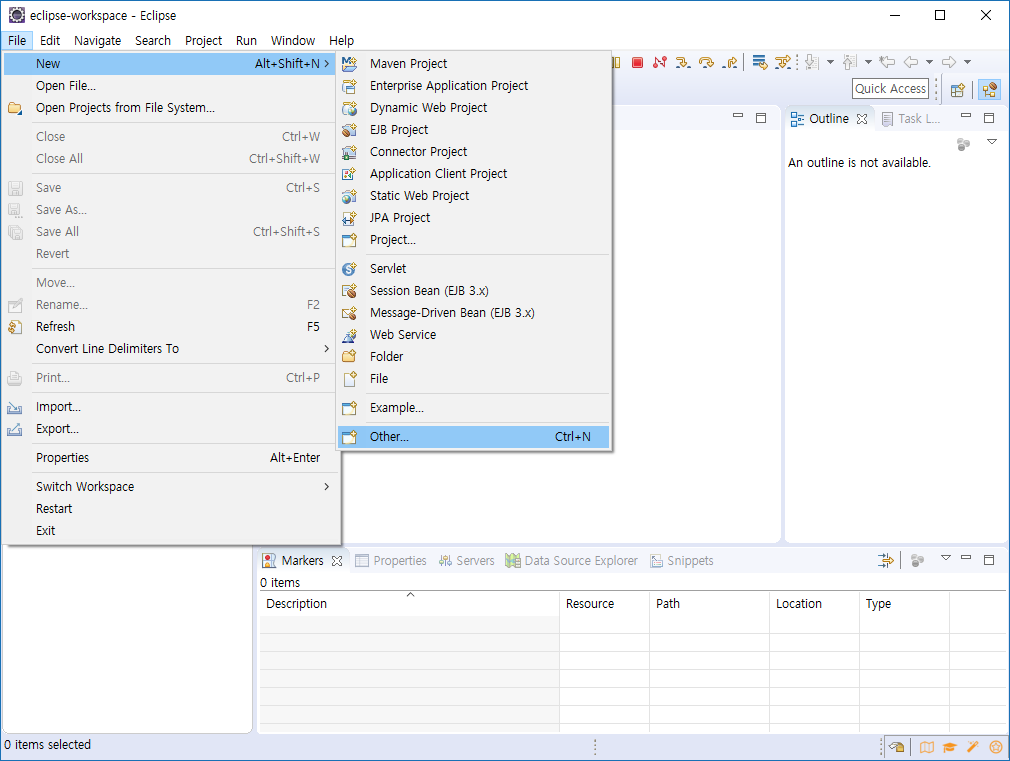 eclipse-workspace - Eclipse
File Edit Navigate Search Project Run Window Help
New Alt+Shift+N
Open File...
Open Projects from File System...
Close Ctrl+W
Close All Ctrl+Shift+W
Save Ctrl+S
Save As...
Save All Ctrl+Shift+S
Revert
Move...
Rename... F2
Refresh F5
Convert Line Delimiters To
Print... Ctrl+P
Import...
Export...
Properties Alt+Enter
Switch Workspace
Restart
Exit
Maven Project
Enterprise Application Project
Dynamic Web Project
EJB Project
Connector Project
Application Client Project
Static Web Project
JPA Project
Project...
Servlet
Session Bean (EJB 3.x)
Message-Driven Bean (EJB 3.x)
Web Service
Folder
File
Example...
Other... Ctrl+N
Quick Access
Outline Task L...
An outline is not available.
Markers Properties Servers Data Source Explorer Snippets
0 items
Description Resource Path Location Type
0 items selected